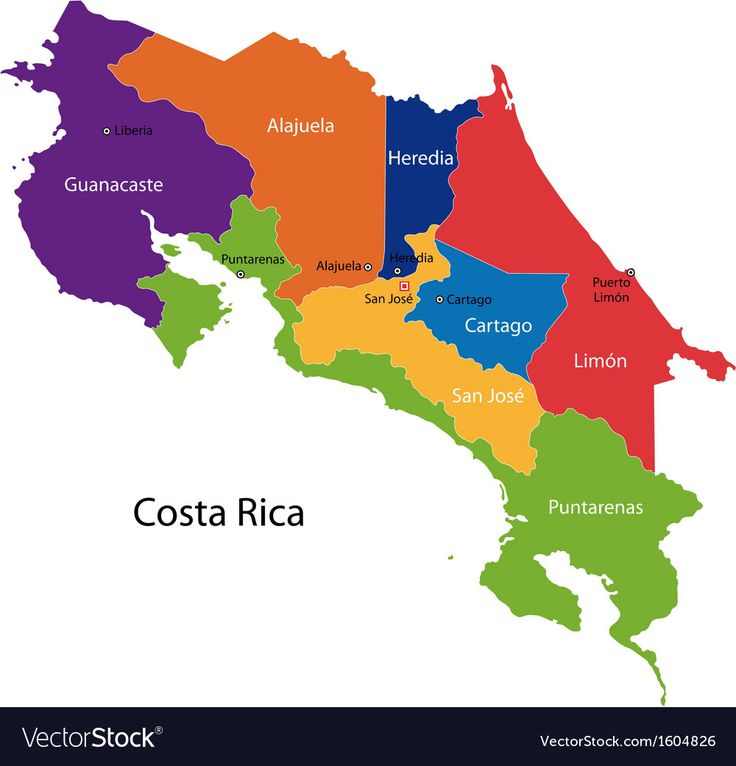 Alajuela
Heredia
Liberia
Guanacaste
Puntarenas
Alajuela
Heredia
San José
Cartago
Puerto
Limón
Cartago
Limón
San José
Puntarenas
Costa Rica
VectorStock®
VectorStock.com/1604826